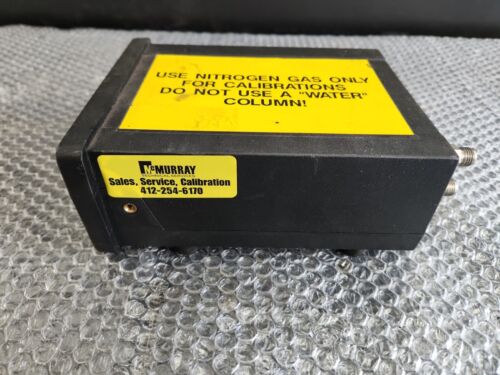 USE NITROGEN GAS ONLY
FOR CALIBRATIONS
DO NOT USE A "WATER"
COLUMN!
McMURRAY
Sales, Service, Calibration
412-254-6170